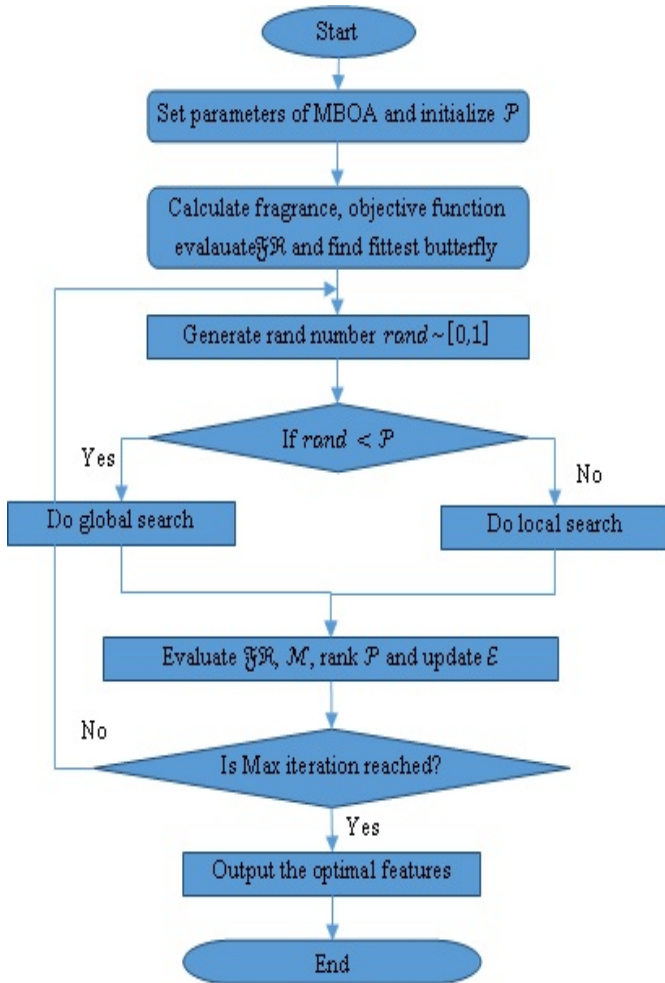 Start
Set parameters of MBOA and initialize 𝒫
Calculate fragrance, objective function
evalauate𝔉ℜ and find fittest butterfly
Generate rand number 𝑟𝑎𝑛𝑑~[0,1]
If 𝑟𝑎𝑛𝑑 < 𝒫
Yes
No
Do global search
Do local search
Evaluate 𝔉ℜ, ℳ, rank 𝒫 and update ℰ
No
Is Max iteration reached?
Yes
Output the optimal features
End